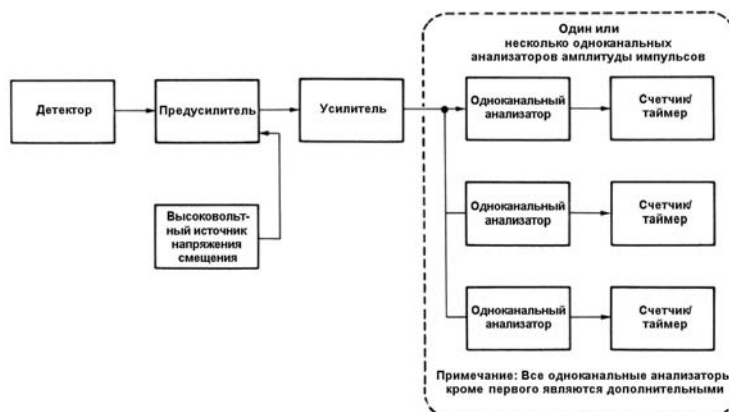 Один или
несколько одноканальных
анализаторов амплитуды импульсов
Детектор
Предусилитель
Усилитель
Одноканальный
анализатор
Счетчик/
таймер
Высоковольт-
ный источник
напряжения
смещения
Одноканальный
анализатор
Счетчик/
таймер
Одноканальный
анализатор
Счетчик/
таймер
Примечание: Все одноканальные анализаторы
кроме первого являются дополнительными